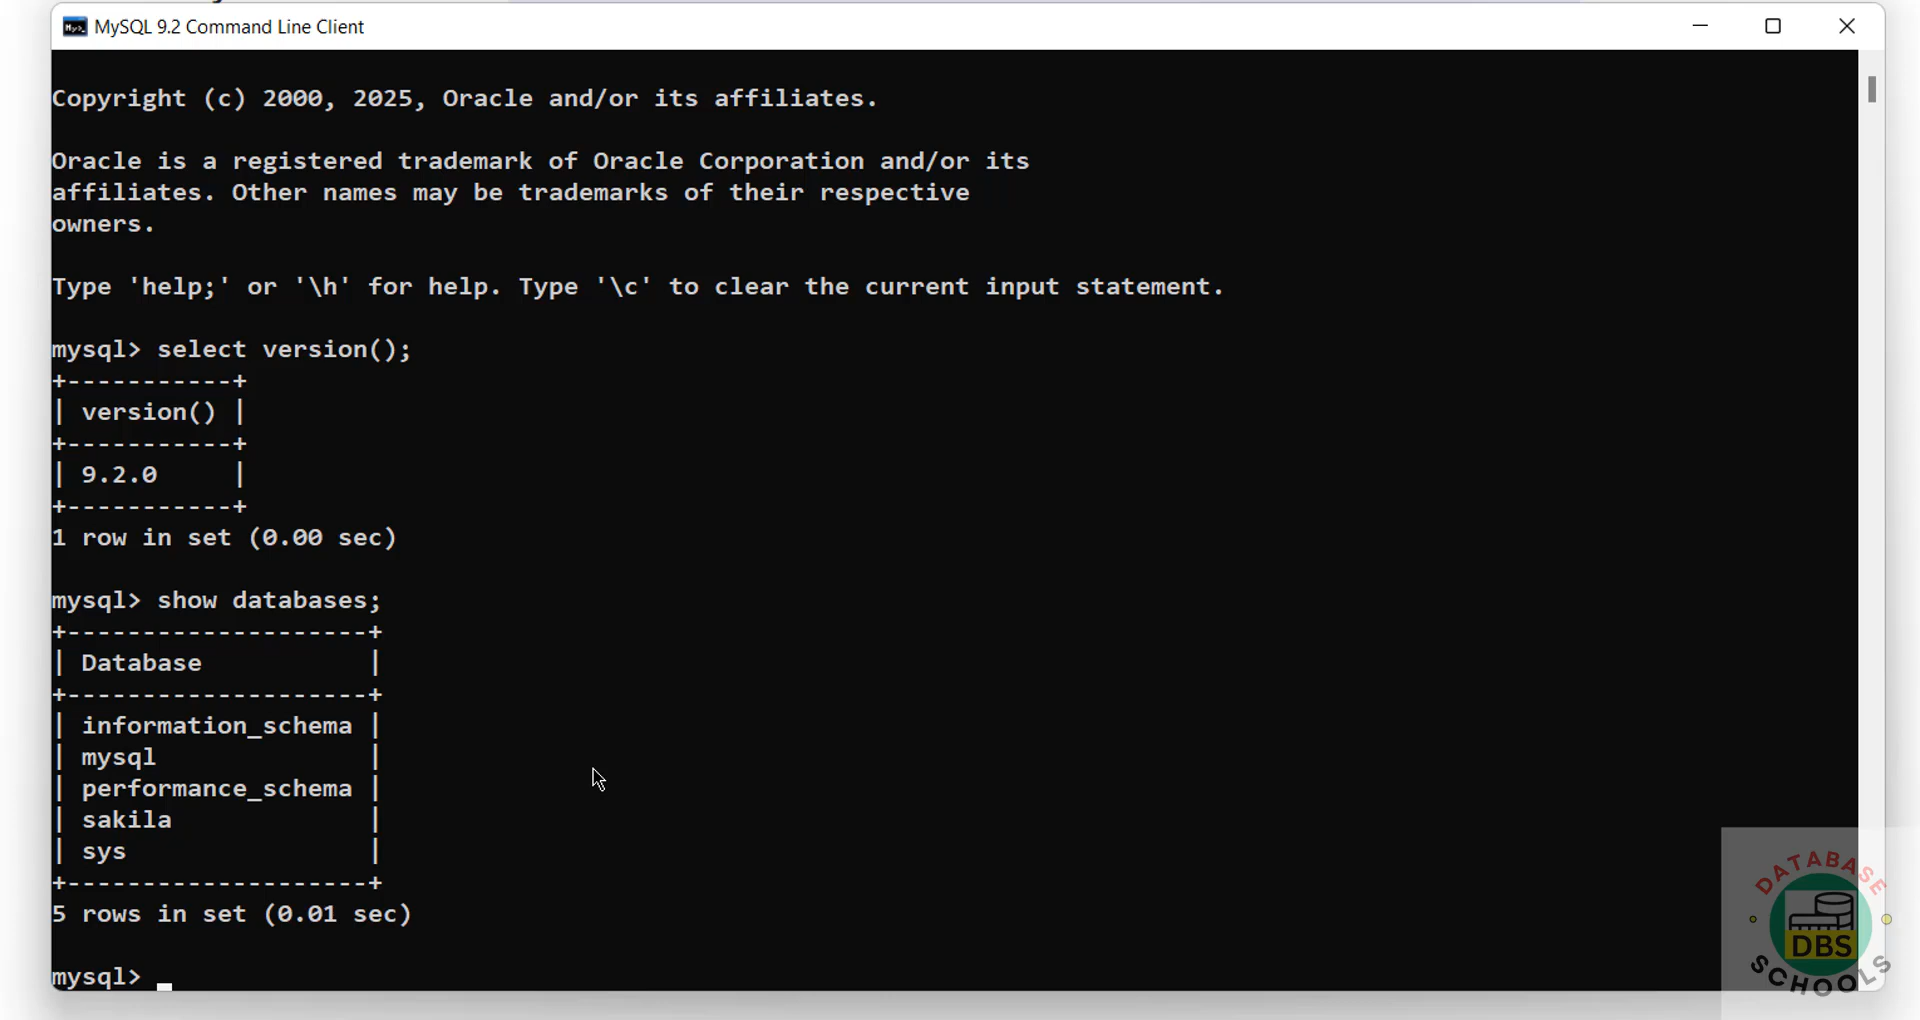 MySQL 9.2 Command Line Client
Copyright (c) 2000, 2025, Oracle and/or its affiliates.
Oracle is a registered trademark of Oracle Corporation and/or its
affiliates. Other names may be trademarks of their respective
owners.
Type 'help;' or '\h' for help. Type '\c' to clear the current input statement.
mysql> select version();
+-----------+
| version() |
+-----------+
| 9.2.0     |
+-----------+
1 row in set (0.00 sec)
mysql> show databases;
+--------------------+
| Database           |
+--------------------+
| information_schema |
| mysql              |
| performance_schema |
| sakila             |
| sys                |
+--------------------+
5 rows in set (0.01 sec)
mysql>
DATABASE
DBS
SCHOOLS